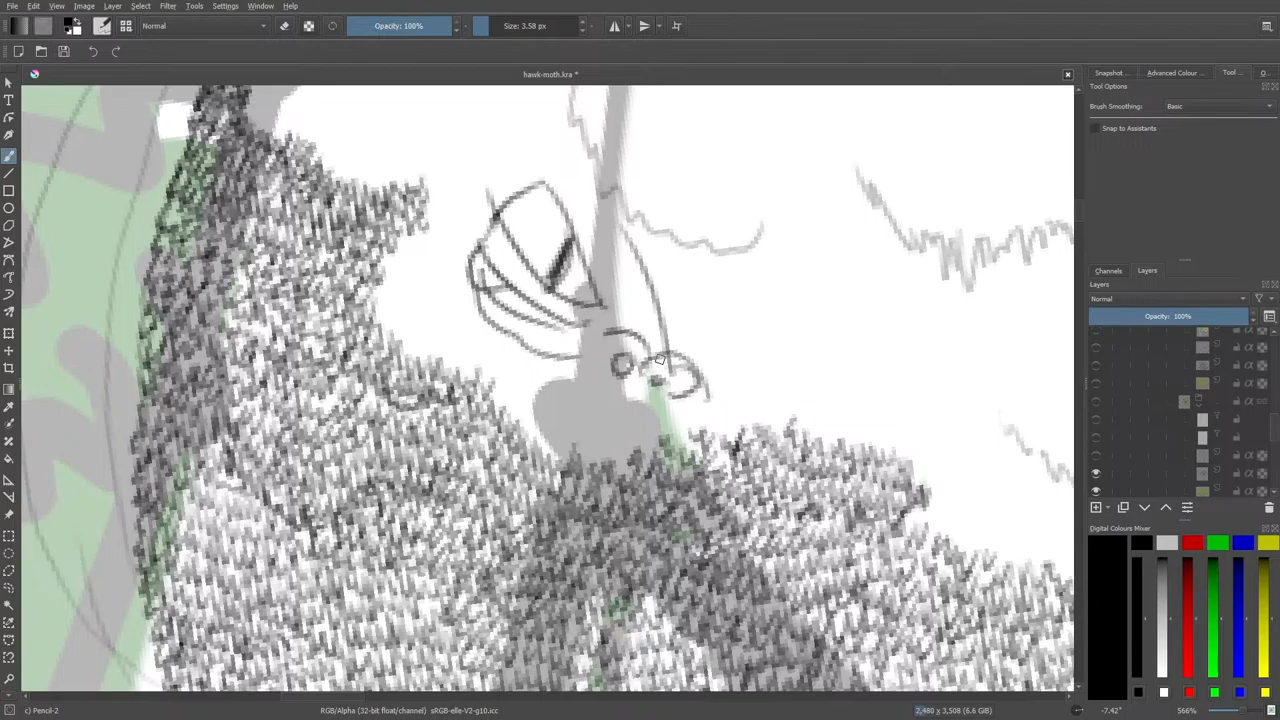 File Edit View Image Layer Select Filter Tools Settings Window Help
Normal Opacity: 100% Size: 3.58 px
hawk-moth.kra *
Snapshot ... Advanced Colour ... Tool ... O...
Tool Options
Brush Smoothing: Basic
Snap to Assistants
Channels Layers
Layers
Normal
Opacity: 100%
Digital Colours Mixer
c) Pencil-2 RGB/Alpha (32-bit float/channel) sRGB-elle-V2-g10.icc 2,480 x 3,508 (6.6 GiB) -7.42° 566%